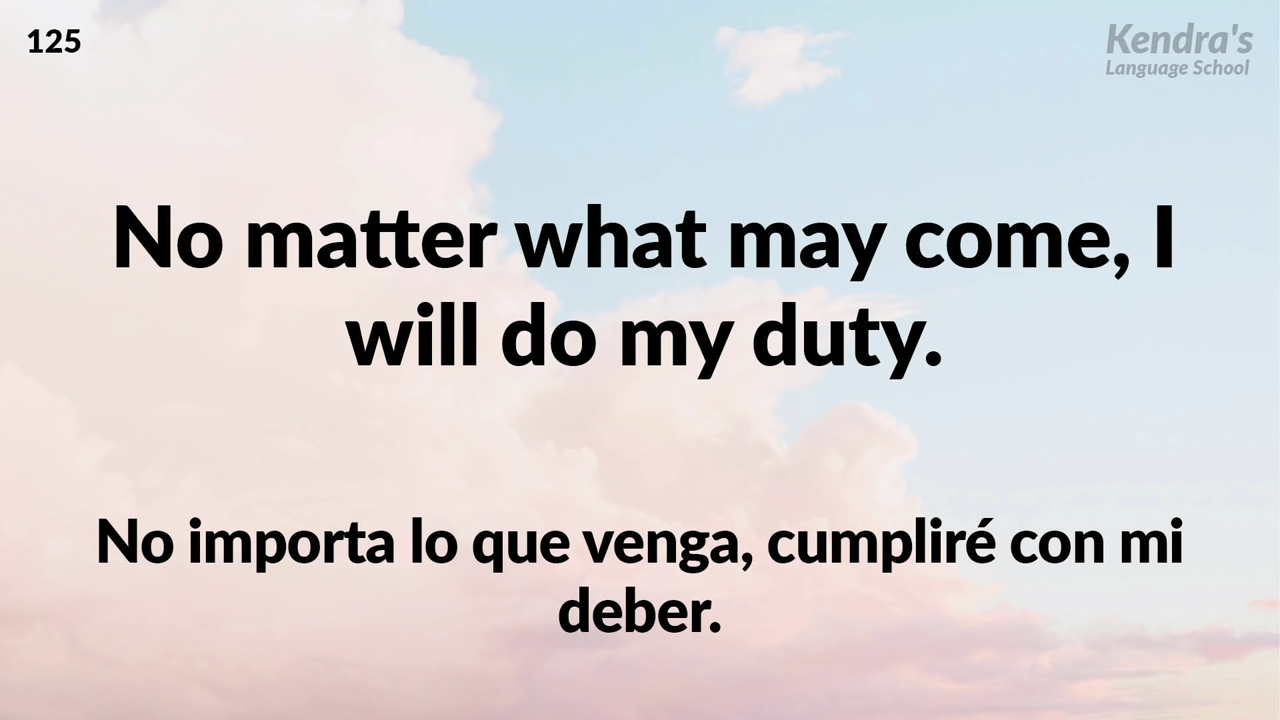 125
Kendra's
Language School
No matter what may come, I
will do my duty.
No importa lo que venga, cumpliré con mi
deber.